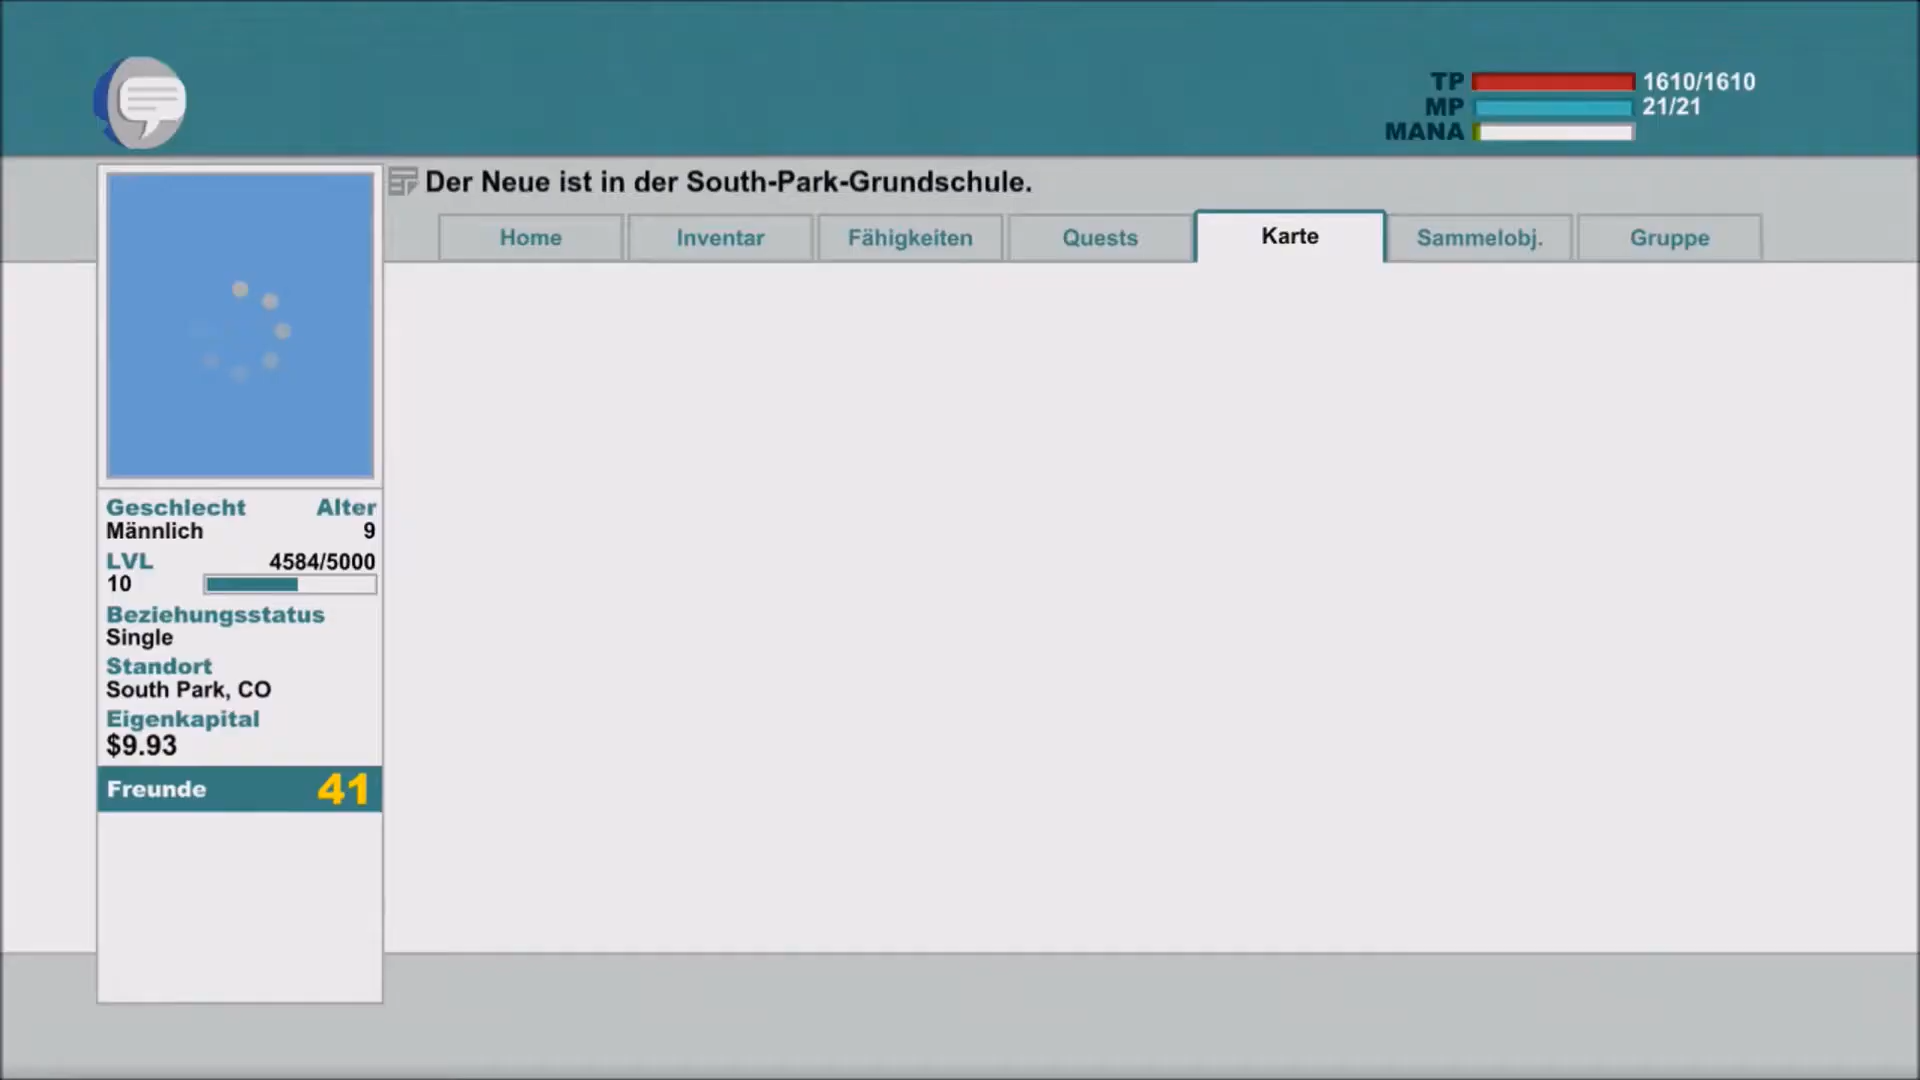 TP 1610/1610
MP 21/21
MANA
Der Neue ist in der South-Park-Grundschule.
Home Inventar Fähigkeiten Quests Karte Sammelobj. Gruppe
Geschlecht Alter
Männlich 9
LVL 4584/5000
10
Beziehungsstatus
Single
Standort
South Park, CO
Eigenkapital
$9.93
Freunde 41